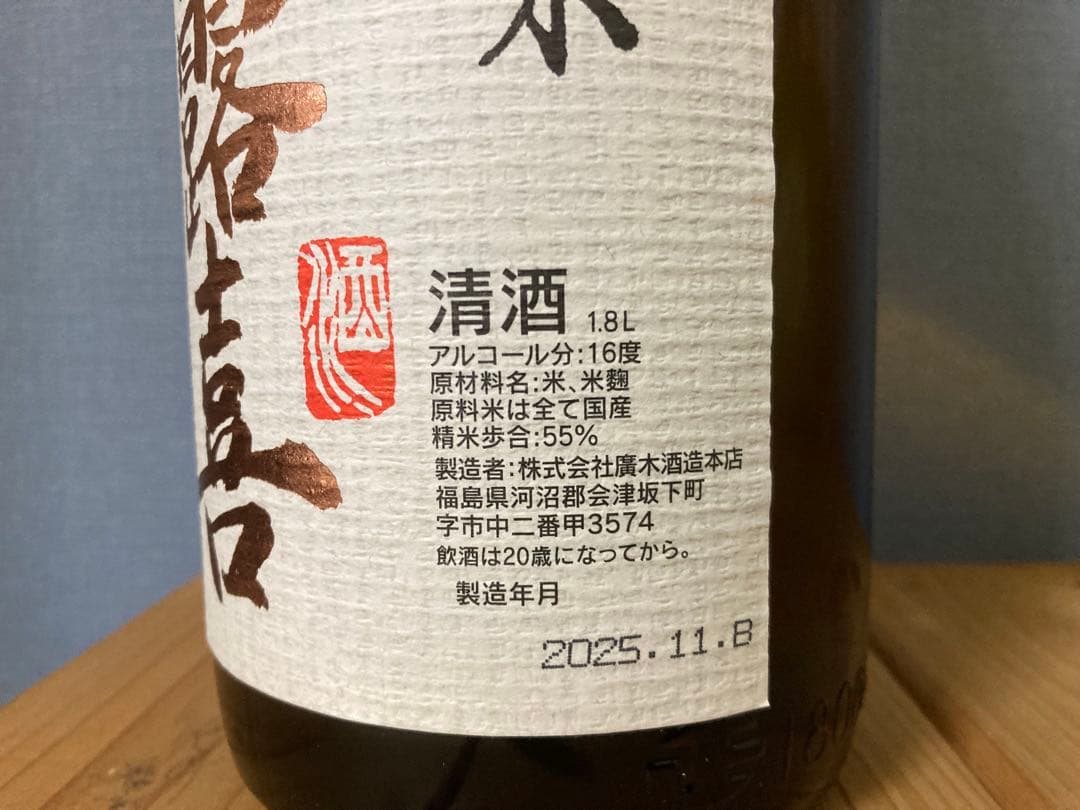 露喜
酒
清酒 1.8L
アルコール分:16度
原材料名:米、米麹
原料米は全て国産
精米歩合:55%
製造者:株式会社廣木酒造本店
福島県河沼郡会津坂下町
字市中二番甲3574
飲酒は20歳になってから。
製造年月
2025.11.B